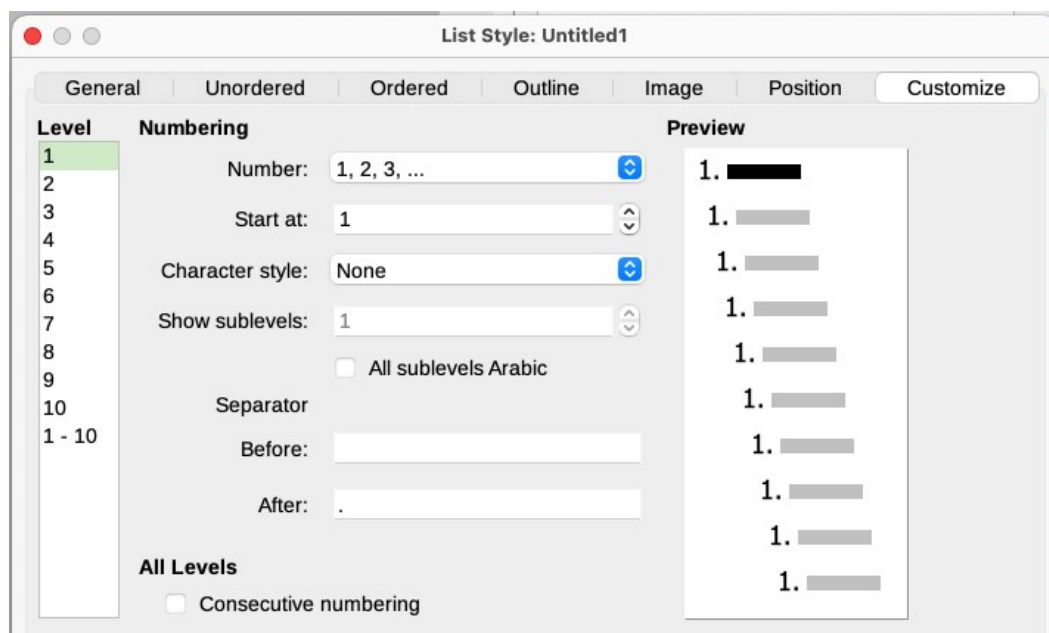 List Style: Untitled1
General Unordered Ordered Outline Image Position Customize
Level
1
2
3
4
5
6
7
8
9
10
1 - 10
Numbering
Number: 1, 2, 3, ...
Start at: 1
Character style: None
Show sublevels: 1
All sublevels Arabic
Separator
Before:
After: .
All Levels
Consecutive numbering
Preview
1.
1.
1.
1.
1.
1.
1.
1.
1.
1.